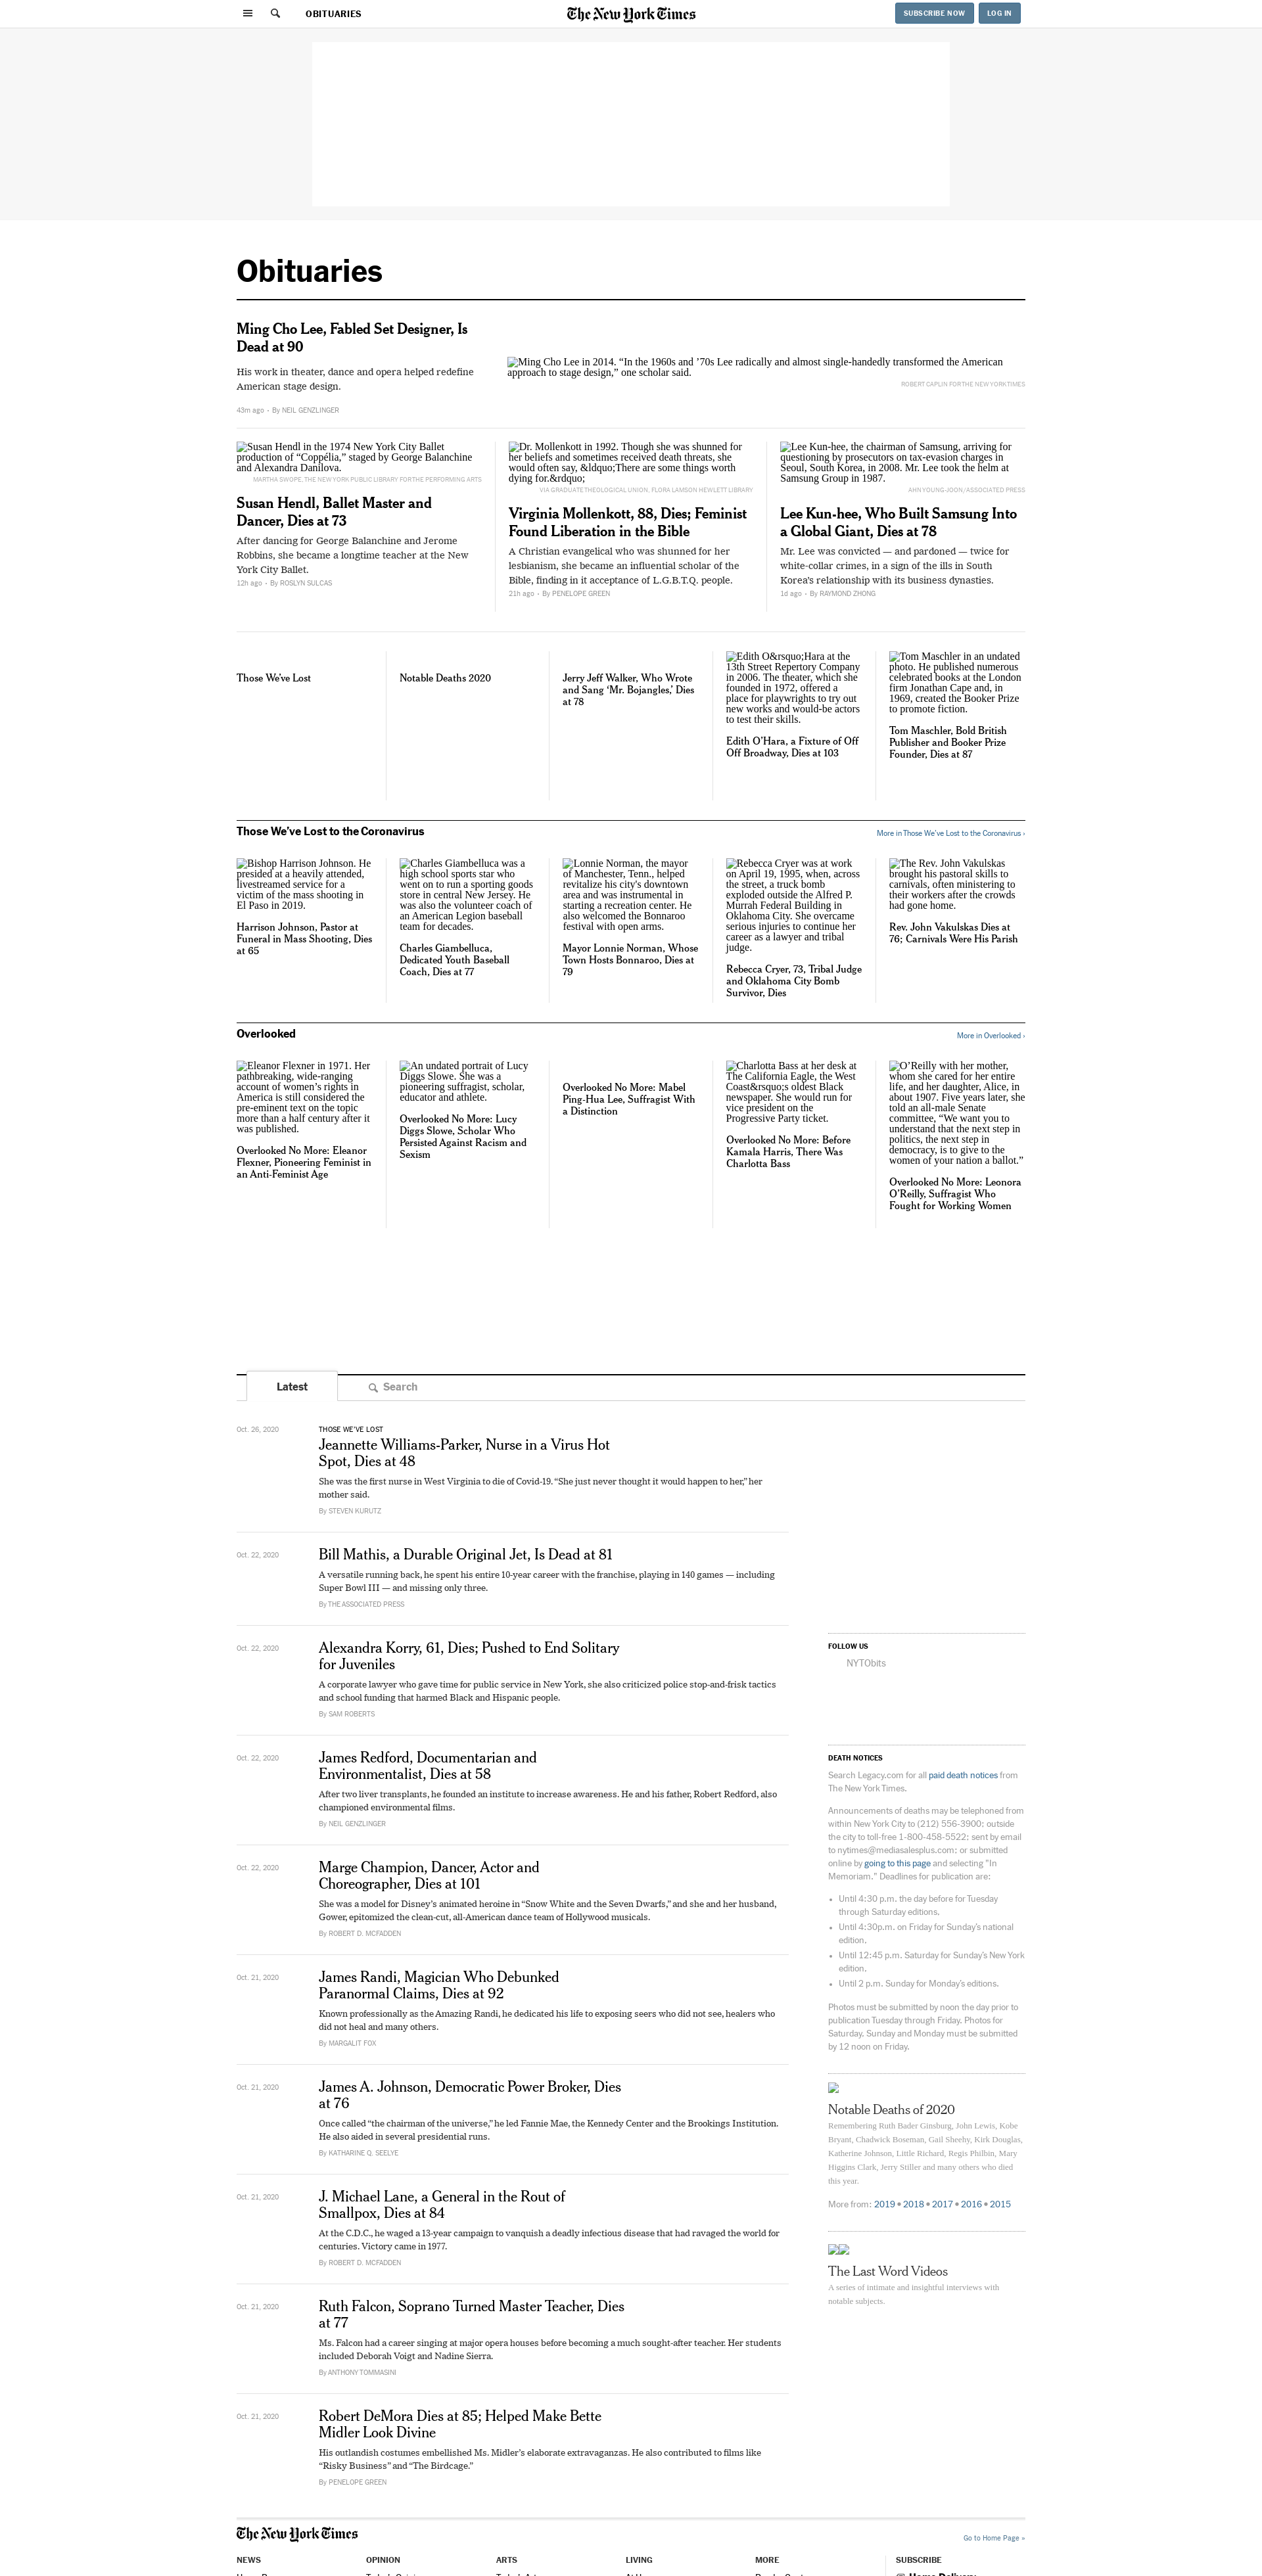 OBITUARIES
The New York Times
SUBSCRIBE NOW
LOG IN
Obituaries
Ming Cho Lee, Fabled Set Designer, Is
Dead at 90
His work in theater, dance and opera helped redefine
American stage design.
43m ago • By NEIL GENZLINGER
Ming Cho Lee in 2014. “In the 1960s and ’70s Lee radically and almost single-handedly transformed the American
approach to stage design,” one scholar said.
ROBERT CAPLIN FOR THE NEW YORK TIMES
Susan Hendl in the 1974 New York City Ballet
production of “Coppélia,” staged by George Balanchine
and Alexandra Danilova.
MARTHA SWOPE, THE NEW YORK PUBLIC LIBRARY FOR THE PERFORMING ARTS
Susan Hendl, Ballet Master and
Dancer, Dies at 73
After dancing for George Balanchine and Jerome
Robbins, she became a longtime teacher at the New
York City Ballet.
12h ago • By ROSLYN SULCAS
Dr. Mollenkott in 1992. Though she was shunned for
her beliefs and sometimes received death threats, she
would often say, &ldquo;There are some things worth
dying for.&rdquo;
VIA GRADUATE THEOLOGICAL UNION, FLORA LAMSON HEWLETT LIBRARY
Virginia Mollenkott, 88, Dies; Feminist
Found Liberation in the Bible
A Christian evangelical who was shunned for her
lesbianism, she became an influential scholar of the
Bible, finding in it acceptance of L.G.B.T.Q. people.
21h ago • By PENELOPE GREEN
Lee Kun-hee, the chairman of Samsung, arriving for
questioning by prosecutors on tax-evasion charges in
Seoul, South Korea, in 2008. Mr. Lee took the helm at
Samsung Group in 1987.
AHN YOUNG-JOON/ASSOCIATED PRESS
Lee Kun-hee, Who Built Samsung Into
a Global Giant, Dies at 78
Mr. Lee was convicted — and pardoned — twice for
white-collar crimes, in a sign of the ills in South
Korea’s relationship with its business dynasties.
1d ago • By RAYMOND ZHONG
Those We’ve Lost
Notable Deaths 2020
Jerry Jeff Walker, Who Wrote
and Sang ‘Mr. Bojangles,’ Dies
at 78
Edith O&rsquo;Hara at the
13th Street Repertory Company
in 2006. The theater, which she
founded in 1972, offered a
place for playwrights to try out
new works and would-be actors
to test their skills.
Edith O’Hara, a Fixture of Off
Off Broadway, Dies at 103
Tom Maschler in an undated
photo. He published numerous
celebrated books at the London
firm Jonathan Cape and, in
1969, created the Booker Prize
to promote fiction.
Tom Maschler, Bold British
Publisher and Booker Prize
Founder, Dies at 87
Those We’ve Lost to the Coronavirus
More in Those We’ve Lost to the Coronavirus ›
Bishop Harrison Johnson. He
presided at a heavily attended,
livestreamed service for a
victim of the mass shooting in
El Paso in 2019.
Harrison Johnson, Pastor at
Funeral in Mass Shooting, Dies
at 65
Charles Giambelluca was a
high school sports star who
went on to run a sporting goods
store in central New Jersey. He
was also the volunteer coach of
an American Legion baseball
team for decades.
Charles Giambelluca,
Dedicated Youth Baseball
Coach, Dies at 77
Lonnie Norman, the mayor
of Manchester, Tenn., helped
revitalize his city's downtown
area and was instrumental in
starting a recreation center. He
also welcomed the Bonnaroo
festival with open arms.
Mayor Lonnie Norman, Whose
Town Hosts Bonnaroo, Dies at
79
Rebecca Cryer was at work
on April 19, 1995, when, across
the street, a truck bomb
exploded outside the Alfred P.
Murrah Federal Building in
Oklahoma City. She overcame
serious injuries to continue her
career as a lawyer and tribal
judge.
Rebecca Cryer, 73, Tribal Judge
and Oklahoma City Bomb
Survivor, Dies
The Rev. John Vakulskas
brought his pastoral skills to
carnivals, often ministering to
their workers after the crowds
had gone home.
Rev. John Vakulskas Dies at
76; Carnivals Were His Parish
Overlooked
More in Overlooked ›
Eleanor Flexner in 1971. Her
pathbreaking, wide-ranging
account of women’s rights in
America is still considered the
pre-eminent text on the topic
more than a half century after it
was published.
Overlooked No More: Eleanor
Flexner, Pioneering Feminist in
an Anti-Feminist Age
An undated portrait of Lucy
Diggs Slowe. She was a
pioneering suffragist, scholar,
educator and athlete.
Overlooked No More: Lucy
Diggs Slowe, Scholar Who
Persisted Against Racism and
Sexism
Overlooked No More: Mabel
Ping-Hua Lee, Suffragist With
a Distinction
Charlotta Bass at her desk at
The California Eagle, the West
Coast&rsquo;s oldest Black
newspaper. She would run for
vice president on the
Progressive Party ticket.
Overlooked No More: Before
Kamala Harris, There Was
Charlotta Bass
O’Reilly with her mother,
whom she cared for her entire
life, and her daughter, Alice, in
about 1907. Five years later, she
told an all-male Senate
committee, “We want you to
understand that the next step in
politics, the next step in
democracy, is to give to the
women of your nation a ballot.”
Overlooked No More: Leonora
O’Reilly, Suffragist Who
Fought for Working Women
Latest
Search
Oct. 26, 2020
THOSE WE’VE LOST
Jeannette Williams-Parker, Nurse in a Virus Hot
Spot, Dies at 48
She was the first nurse in West Virginia to die of Covid-19. “She just never thought it would happen to her,” her
mother said.
By STEVEN KURUTZ
Oct. 22, 2020
Bill Mathis, a Durable Original Jet, Is Dead at 81
A versatile running back, he spent his entire 10-year career with the franchise, playing in 140 games — including
Super Bowl III — and missing only three.
By THE ASSOCIATED PRESS
Oct. 22, 2020
Alexandra Korry, 61, Dies; Pushed to End Solitary
for Juveniles
A corporate lawyer who gave time for public service in New York, she also criticized police stop-and-frisk tactics
and school funding that harmed Black and Hispanic people.
By SAM ROBERTS
Oct. 22, 2020
James Redford, Documentarian and
Environmentalist, Dies at 58
After two liver transplants, he founded an institute to increase awareness. He and his father, Robert Redford, also
championed environmental films.
By NEIL GENZLINGER
Oct. 22, 2020
Marge Champion, Dancer, Actor and
Choreographer, Dies at 101
She was a model for Disney’s animated heroine in “Snow White and the Seven Dwarfs,” and she and her husband,
Gower, epitomized the clean-cut, all-American dance team of Hollywood musicals.
By ROBERT D. MCFADDEN
Oct. 21, 2020
James Randi, Magician Who Debunked
Paranormal Claims, Dies at 92
Known professionally as the Amazing Randi, he dedicated his life to exposing seers who did not see, healers who
did not heal and many others.
By MARGALIT FOX
Oct. 21, 2020
James A. Johnson, Democratic Power Broker, Dies
at 76
Once called “the chairman of the universe,” he led Fannie Mae, the Kennedy Center and the Brookings Institution.
He also aided in several presidential runs.
By KATHARINE Q. SEELYE
Oct. 21, 2020
J. Michael Lane, a General in the Rout of
Smallpox, Dies at 84
At the C.D.C., he waged a 13-year campaign to vanquish a deadly infectious disease that had ravaged the world for
centuries. Victory came in 1977.
By ROBERT D. MCFADDEN
Oct. 21, 2020
Ruth Falcon, Soprano Turned Master Teacher, Dies
at 77
Ms. Falcon had a career singing at major opera houses before becoming a much sought-after teacher. Her students
included Deborah Voigt and Nadine Sierra.
By ANTHONY TOMMASINI
Oct. 21, 2020
Robert DeMora Dies at 85; Helped Make Bette
Midler Look Divine
His outlandish costumes embellished Ms. Midler’s elaborate extravaganzas. He also contributed to films like
“Risky Business” and “The Birdcage.”
By PENELOPE GREEN
FOLLOW US
NYTObits
DEATH NOTICES
Search Legacy.com for all paid death notices from
The New York Times.
Announcements of deaths may be telephoned from
within New York City to (212) 556-3900; outside
the city to toll-free 1-800-458-5522; sent by email
to nytimes@mediasalesplus.com; or submitted
online by going to this page and selecting "In
Memoriam." Deadlines for publication are:
• Until 4:30 p.m. the day before for Tuesday
through Saturday editions.
• Until 4:30p.m. on Friday for Sunday’s national
edition.
• Until 12:45 p.m. Saturday for Sunday’s New York
edition.
• Until 2 p.m. Sunday for Monday’s editions.
Photos must be submitted by noon the day prior to
publication Tuesday through Friday. Photos for
Saturday, Sunday and Monday must be submitted
by 12 noon on Friday.
Notable Deaths of 2020
Remembering Ruth Bader Ginsburg, John Lewis, Kobe
Bryant, Chadwick Boseman, Gail Sheehy, Kirk Douglas,
Katherine Johnson, Little Richard, Regis Philbin, Mary
Higgins Clark, Jerry Stiller and many others who died
this year.
More from: 2019 • 2018 • 2017 • 2016 • 2015
The Last Word Videos
A series of intimate and insightful interviews with
notable subjects.
The New York Times
Go to Home Page »
NEWS
OPINION
ARTS
LIVING
MORE
SUBSCRIBE